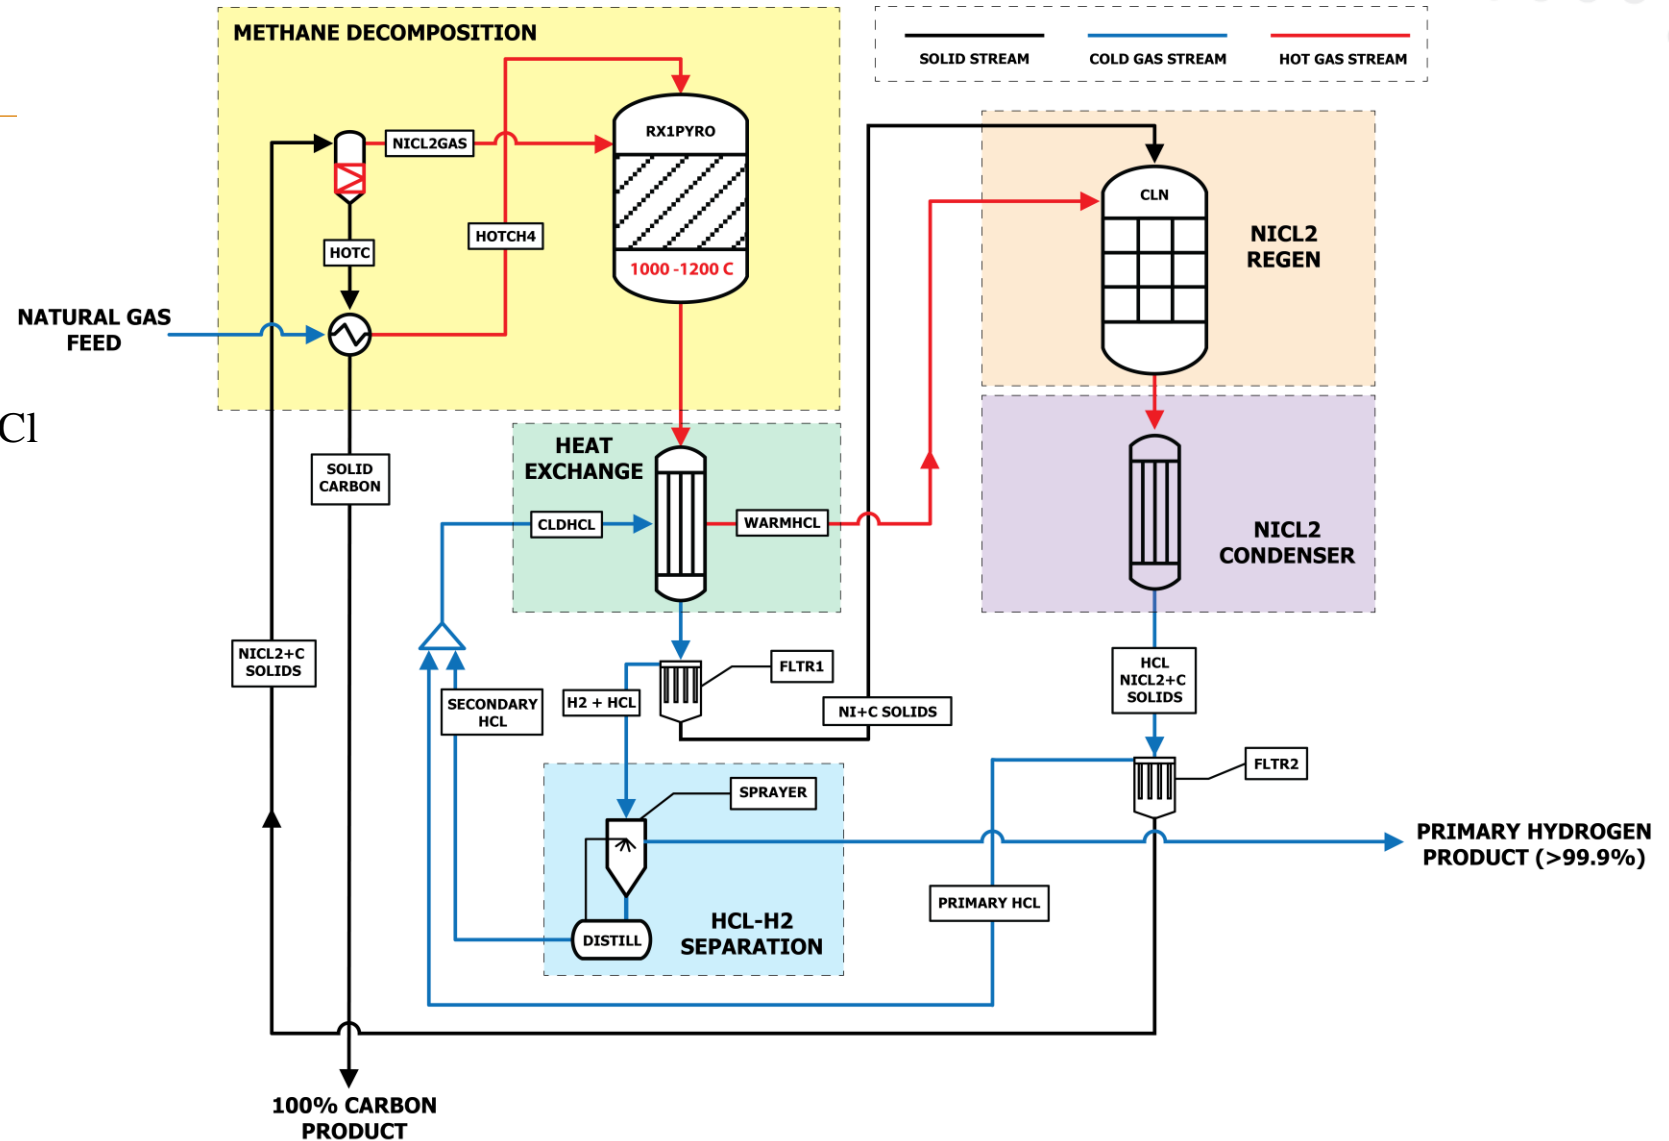 METHANE DECOMPOSITION
SOLID STREAM
COLD GAS STREAM
HOT GAS STREAM
NICL2GAS
RX1PYRO
1000 -1200 C
HOTC
HOTCH4
NATURAL GAS
FEED
CLN
NICL2
REGEN
Cl
SOLID
CARBON
HEAT
EXCHANGE
CLDHCL
WARMHCL
NICL2
CONDENSER
NICL2+C
SOLIDS
SECONDARY
HCL
H2 + HCL
FLTR1
NI+C SOLIDS
HCL
NICL2+C
SOLIDS
FLTR2
SPRAYER
PRIMARY HYDROGEN
PRODUCT (>99.9%)
PRIMARY HCL
DISTILL
HCL-H2
SEPARATION
100% CARBON
PRODUCT